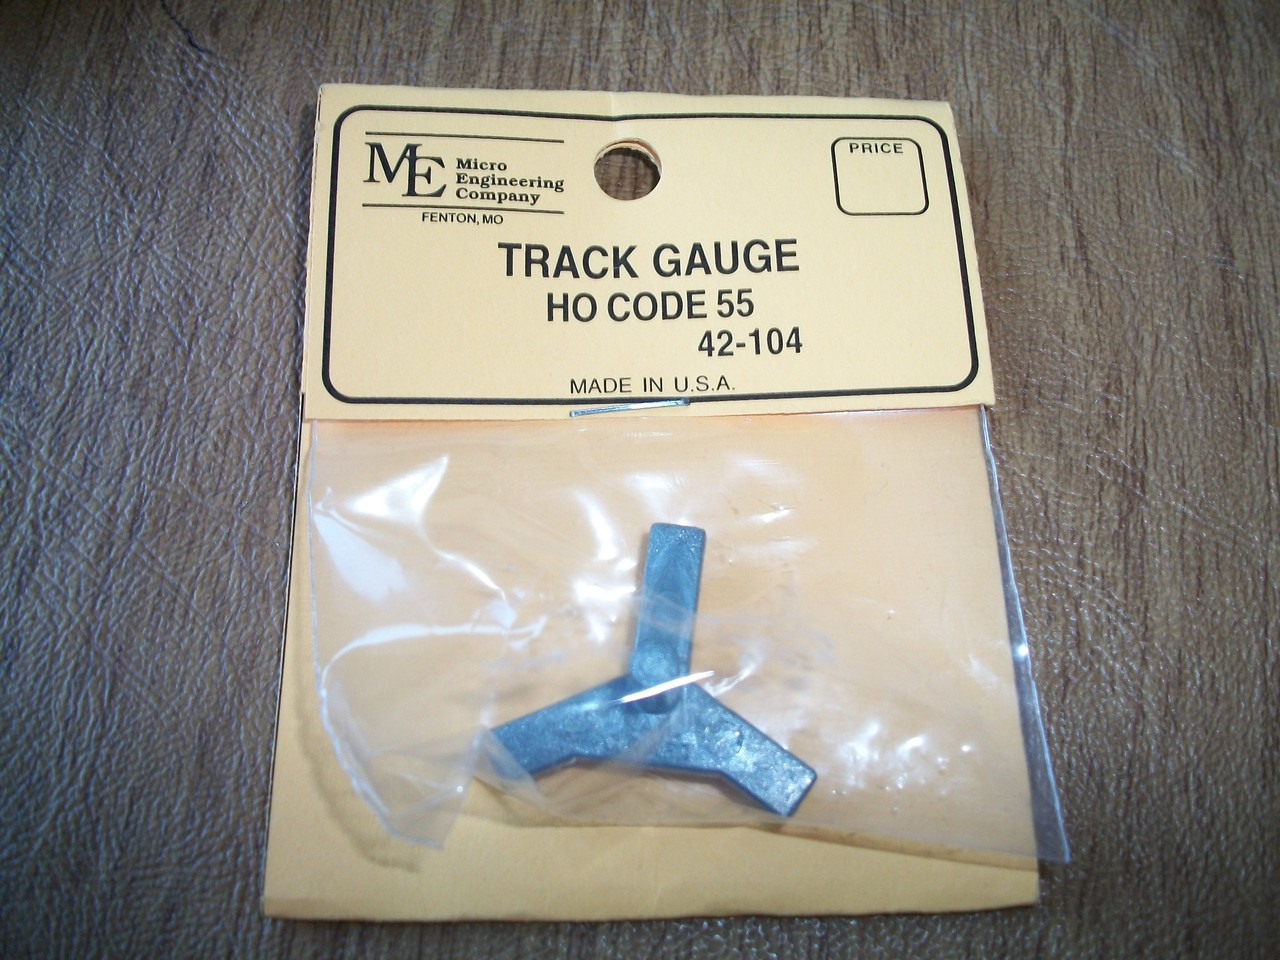 ME Micro
Engineering
Company
FENTON, MO
PRICE
TRACK GAUGE
HO CODE 55
42-104
MADE IN U.S.A.